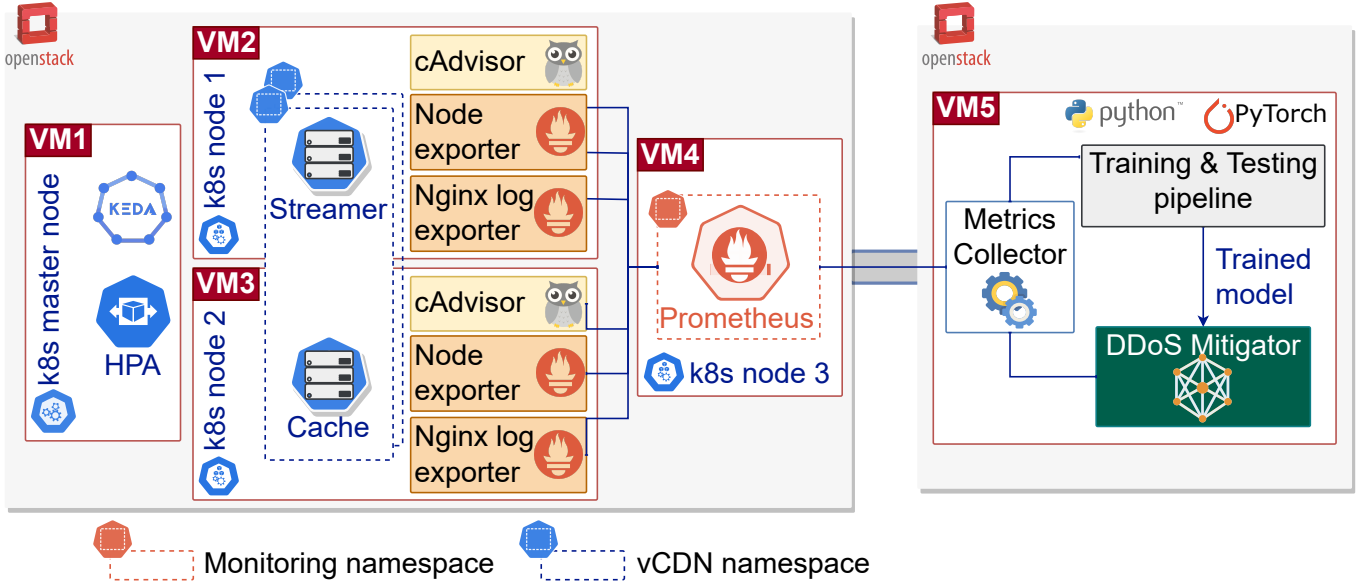 openstack
VM1
k8s master node
KEDA
HPA
VM2
k8s node 1
Streamer
cAdvisor
Node
exporter
Nginx log
exporter
VM3
k8s node 2
Cache
cAdvisor
Node
exporter
Nginx log
exporter
VM4
Prometheus
k8s node 3
openstack
VM5
python™
PyTorch
Training & Testing
pipeline
Metrics
Collector
Trained
model
DDoS Mitigator
Monitoring namespace
vCDN namespace